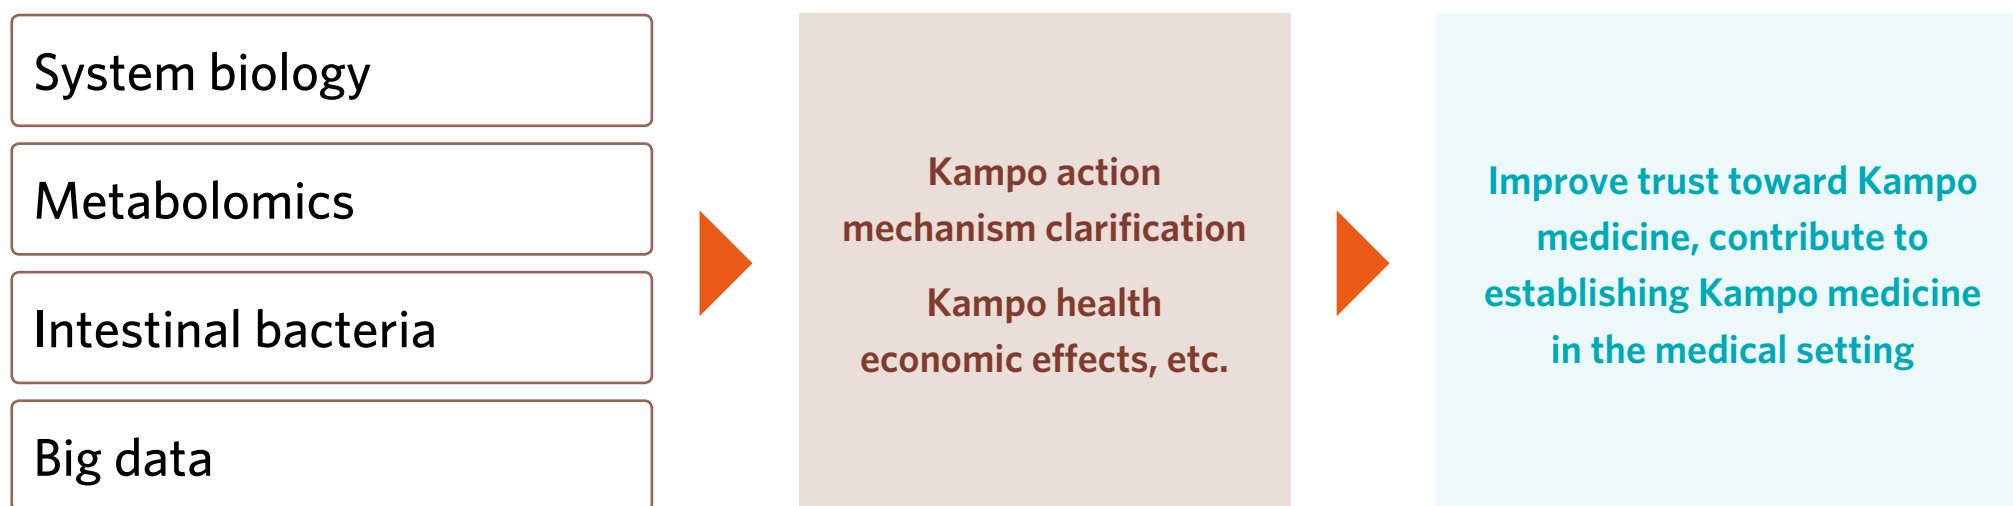 System biology
Metabolomics
Intestinal bacteria
Big data
Kampo action
mechanism clarification
Kampo health
economic effects, etc.
Improve trust toward Kampo
medicine, contribute to
establishing Kampo medicine
in the medical setting